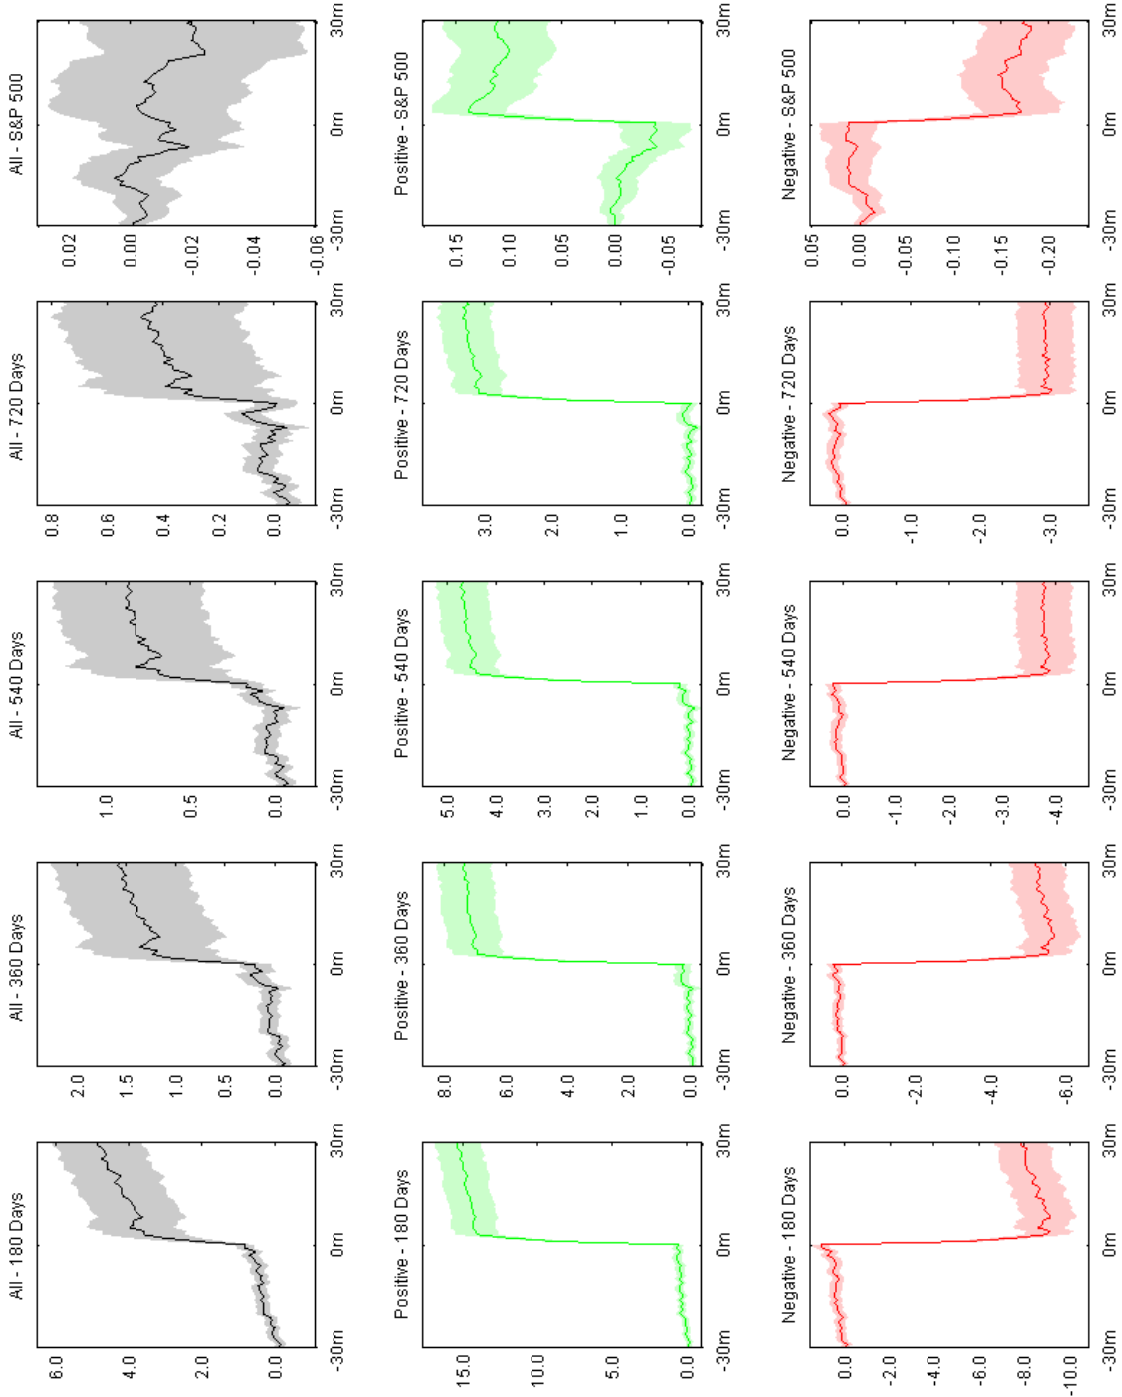 All - 180 Days
6.0
4.0
2.0
0.0
-30m 0m 30m
All - 360 Days
2.0
1.5
1.0
0.5
0.0
-30m 0m 30m
All - 540 Days
1.0
0.5
0.0
-30m 0m 30m
All - 720 Days
0.8
0.6
0.4
0.2
0.0
-30m 0m 30m
All - S&P 500
0.02
0.00
-0.02
-0.04
-0.06
-30m 0m 30m
Positive - 180 Days
15.0
10.0
5.0
0.0
-30m 0m 30m
Positive - 360 Days
8.0
6.0
4.0
2.0
0.0
-30m 0m 30m
Positive - 540 Days
5.0
4.0
3.0
2.0
1.0
0.0
-30m 0m 30m
Positive - 720 Days
3.0
2.0
1.0
0.0
-30m 0m 30m
Positive - S&P 500
0.15
0.10
0.05
0.00
-0.05
-30m 0m 30m
Negative - 180 Days
0.0
-2.0
-4.0
-6.0
-8.0
-10.0
-30m 0m 30m
Negative - 360 Days
0.0
-2.0
-4.0
-6.0
-30m 0m 30m
Negative - 540 Days
0.0
-1.0
-2.0
-3.0
-4.0
-30m 0m 30m
Negative - 720 Days
0.0
-1.0
-2.0
-3.0
-30m 0m 30m
Negative - S&P 500
0.05
0.00
-0.05
-0.10
-0.15
-0.20
-30m 0m 30m